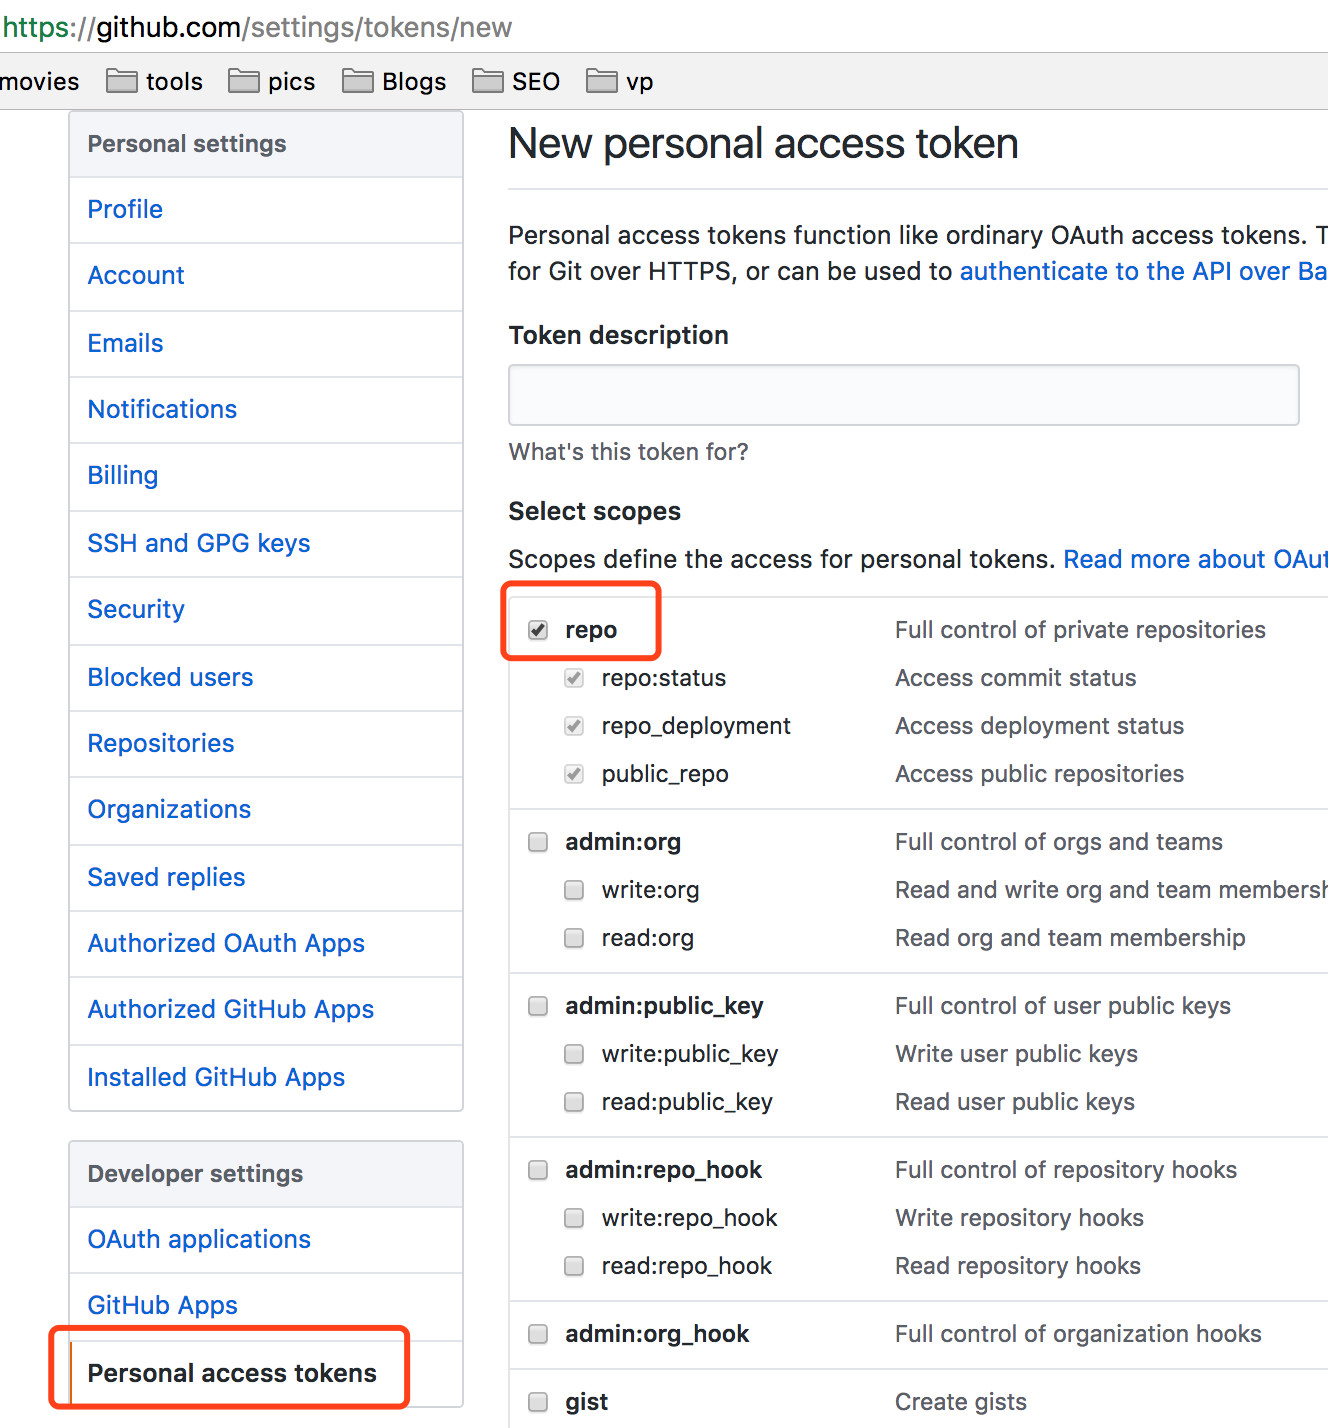 https://github.com/settings/tokens/new
movies tools pics Blogs SEO vp
Personal settings
Profile
Account
Emails
Notifications
Billing
SSH and GPG keys
Security
Blocked users
Repositories
Organizations
Saved replies
Authorized OAuth Apps
Authorized GitHub Apps
Installed GitHub Apps
Developer settings
OAuth applications
GitHub Apps
Personal access tokens
New personal access token
Personal access tokens function like ordinary OAuth access tokens. T
for Git over HTTPS, or can be used to authenticate to the API over Ba
Token description
What's this token for?
Select scopes
Scopes define the access for personal tokens. Read more about OAut
repo Full control of private repositories
repo:status Access commit status
repo_deployment Access deployment status
public_repo Access public repositories
admin:org Full control of orgs and teams
write:org Read and write org and team membersh
read:org Read org and team membership
admin:public_key Full control of user public keys
write:public_key Write user public keys
read:public_key Read user public keys
admin:repo_hook Full control of repository hooks
write:repo_hook Write repository hooks
read:repo_hook Read repository hooks
admin:org_hook Full control of organization hooks
gist Create gists